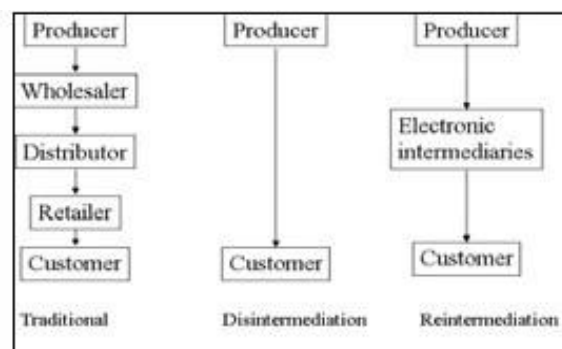 Producer
Wholesaler
Distributor
Retailer
Customer
Traditional
Producer
Customer
Disintermediation
Producer
Electronic
intermediaries
Customer
Reintermediation